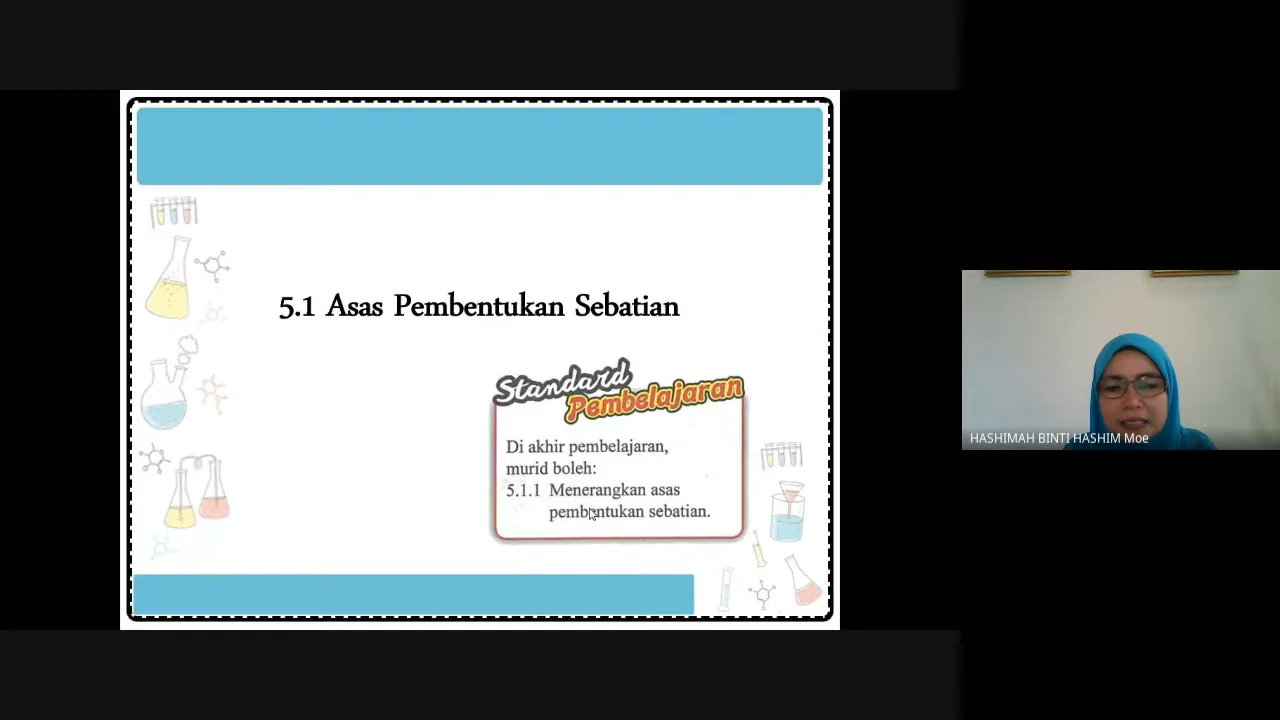 5.1 Asas Pembentukan Sebatian
Standard
Pembelajaran
Di akhir pembelajaran,
murid boleh:
5.1.1 Menerangkan asas
pembentukan sebatian.
HASHIMAH BINTI HASHIM Moe